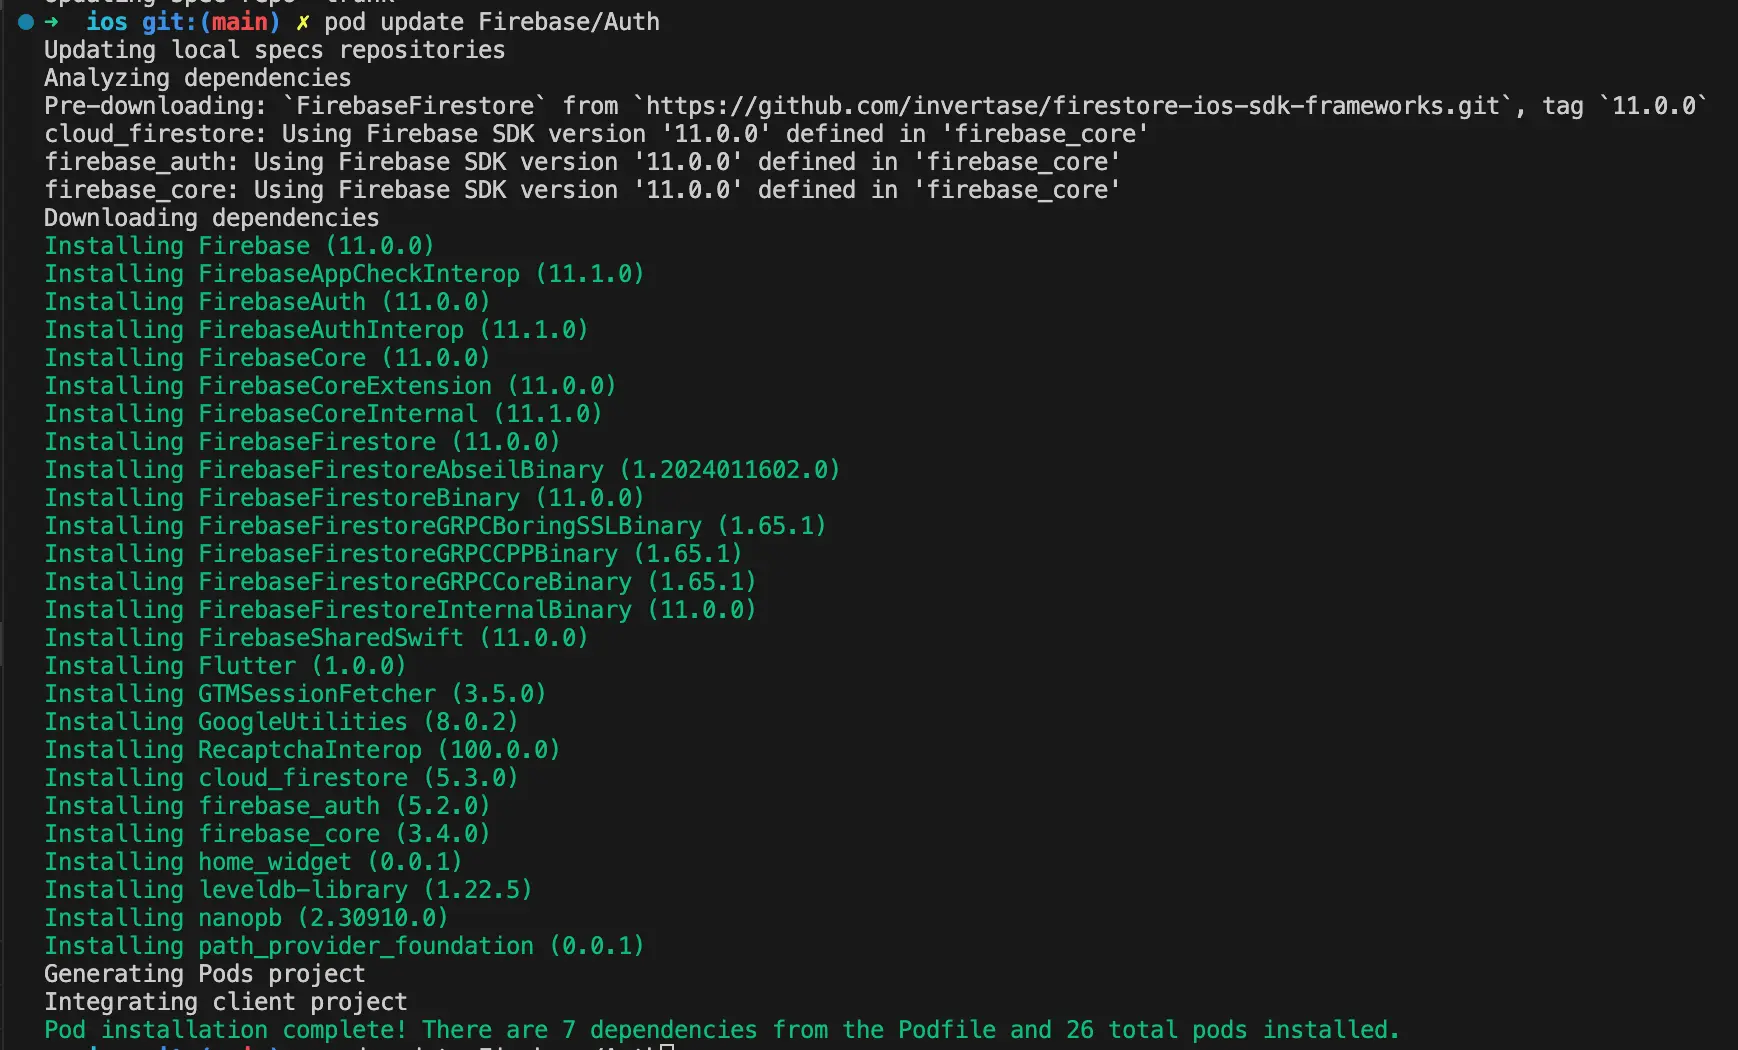 ➜  ios git:(main) ✗ pod update Firebase/Auth
Updating local specs repositories
Analyzing dependencies
Pre-downloading: `FirebaseFirestore` from `https://github.com/invertase/firestore-ios-sdk-frameworks.git`, tag `11.0.0`
cloud_firestore: Using Firebase SDK version '11.0.0' defined in 'firebase_core'
firebase_auth: Using Firebase SDK version '11.0.0' defined in 'firebase_core'
firebase_core: Using Firebase SDK version '11.0.0' defined in 'firebase_core'
Downloading dependencies
Installing Firebase (11.0.0)
Installing FirebaseAppCheckInterop (11.1.0)
Installing FirebaseAuth (11.0.0)
Installing FirebaseAuthInterop (11.1.0)
Installing FirebaseCore (11.0.0)
Installing FirebaseCoreExtension (11.0.0)
Installing FirebaseCoreInternal (11.1.0)
Installing FirebaseFirestore (11.0.0)
Installing FirebaseFirestoreAbseilBinary (1.2024011602.0)
Installing FirebaseFirestoreBinary (11.0.0)
Installing FirebaseFirestoreGRPCBoringSSLBinary (1.65.1)
Installing FirebaseFirestoreGRPCCPPBinary (1.65.1)
Installing FirebaseFirestoreGRPCCoreBinary (1.65.1)
Installing FirebaseFirestoreInternalBinary (11.0.0)
Installing FirebaseSharedSwift (11.0.0)
Installing Flutter (1.0.0)
Installing GTMSessionFetcher (3.5.0)
Installing GoogleUtilities (8.0.2)
Installing RecaptchaInterop (100.0.0)
Installing cloud_firestore (5.3.0)
Installing firebase_auth (5.2.0)
Installing firebase_core (3.4.0)
Installing home_widget (0.0.1)
Installing leveldb-library (1.22.5)
Installing nanopb (2.30910.0)
Installing path_provider_foundation (0.0.1)
Generating Pods project
Integrating client project
Pod installation complete! There are 7 dependencies from the Podfile and 26 total pods installed.